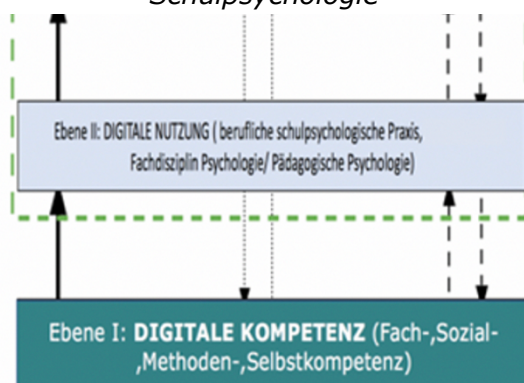 Schulpsychologie
Ebene II: DIGITALE NUTZUNG ( berufliche schulpsychologische Praxis,
Fachdisziplin Psychologie/ Pädagogische Psychologie)
Ebene I: DIGITALE KOMPETENZ (Fach-,Sozial-
,Methoden-,Selbstkompetenz)